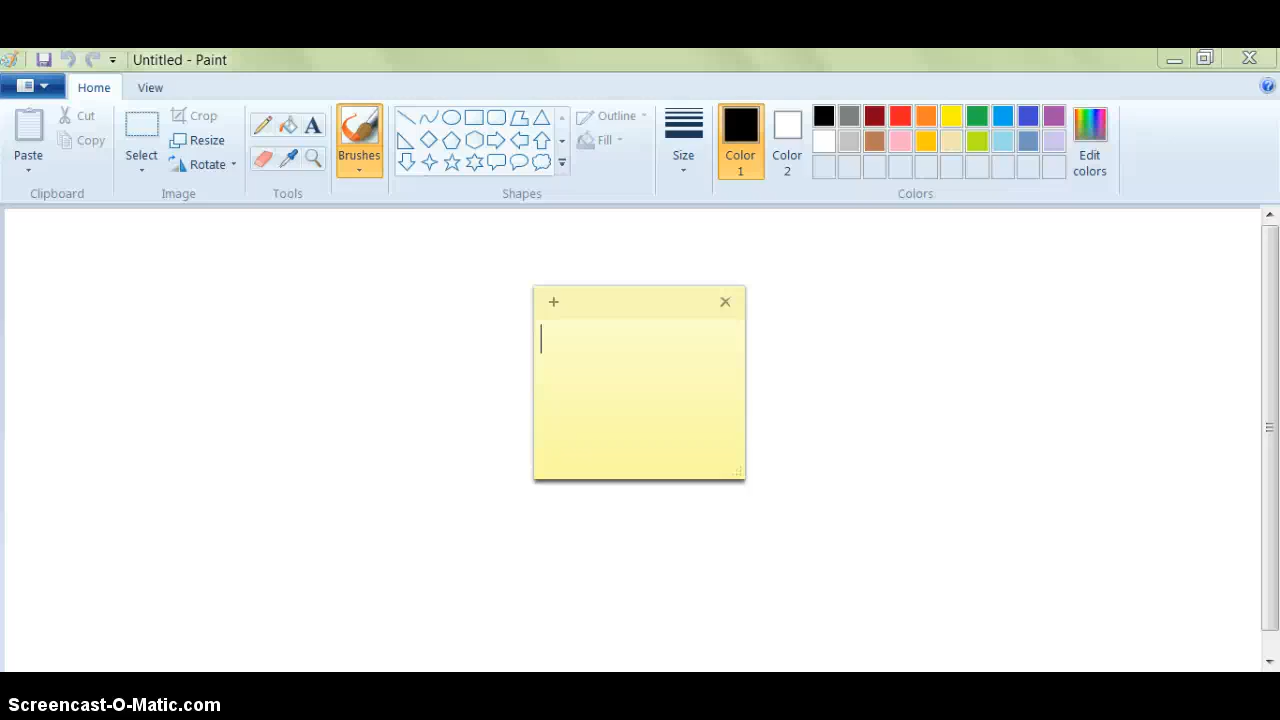 Untitled - Paint
Home View
Paste
Cut
Copy
Clipboard
Select
Crop
Resize
Rotate
Image
A
Tools
Brushes
Shapes
Outline
Fill
Size
Color
1
Color
2
Edit
colors
Colors
Screencast-O-Matic.com